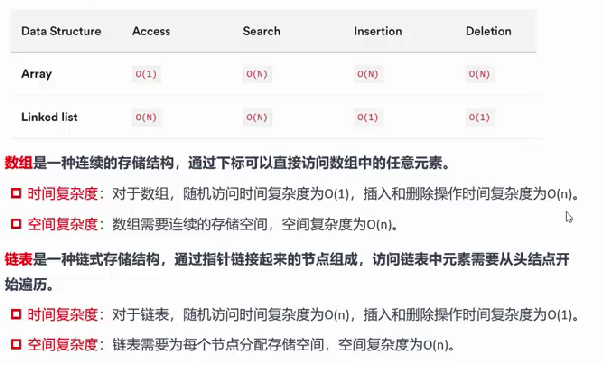 Data Structure Access Search Insertion Deletion
Array O(1) O(N) O(N) O(N)
Linked list O(N) O(N) O(1) O(1)
数组是一种连续的存储结构，通过下标可以直接访问数组中的任意元素。
时间复杂度：对于数组，随机访问时间复杂度为O(1)，插入和删除操作时间复杂度为O(n)。
空间复杂度：数组需要连续的存储空间，空间复杂度为O(n)。
链表是一种链式存储结构，通过指针链接起来的节点组成，访问链表中元素需要从头结点开
始遍历。
时间复杂度：对于链表，随机访问时间复杂度为O(n)，插入和删除操作时间复杂度为O(1)。
空间复杂度：链表需要为每个节点分配存储空间，空间复杂度为O(n)。